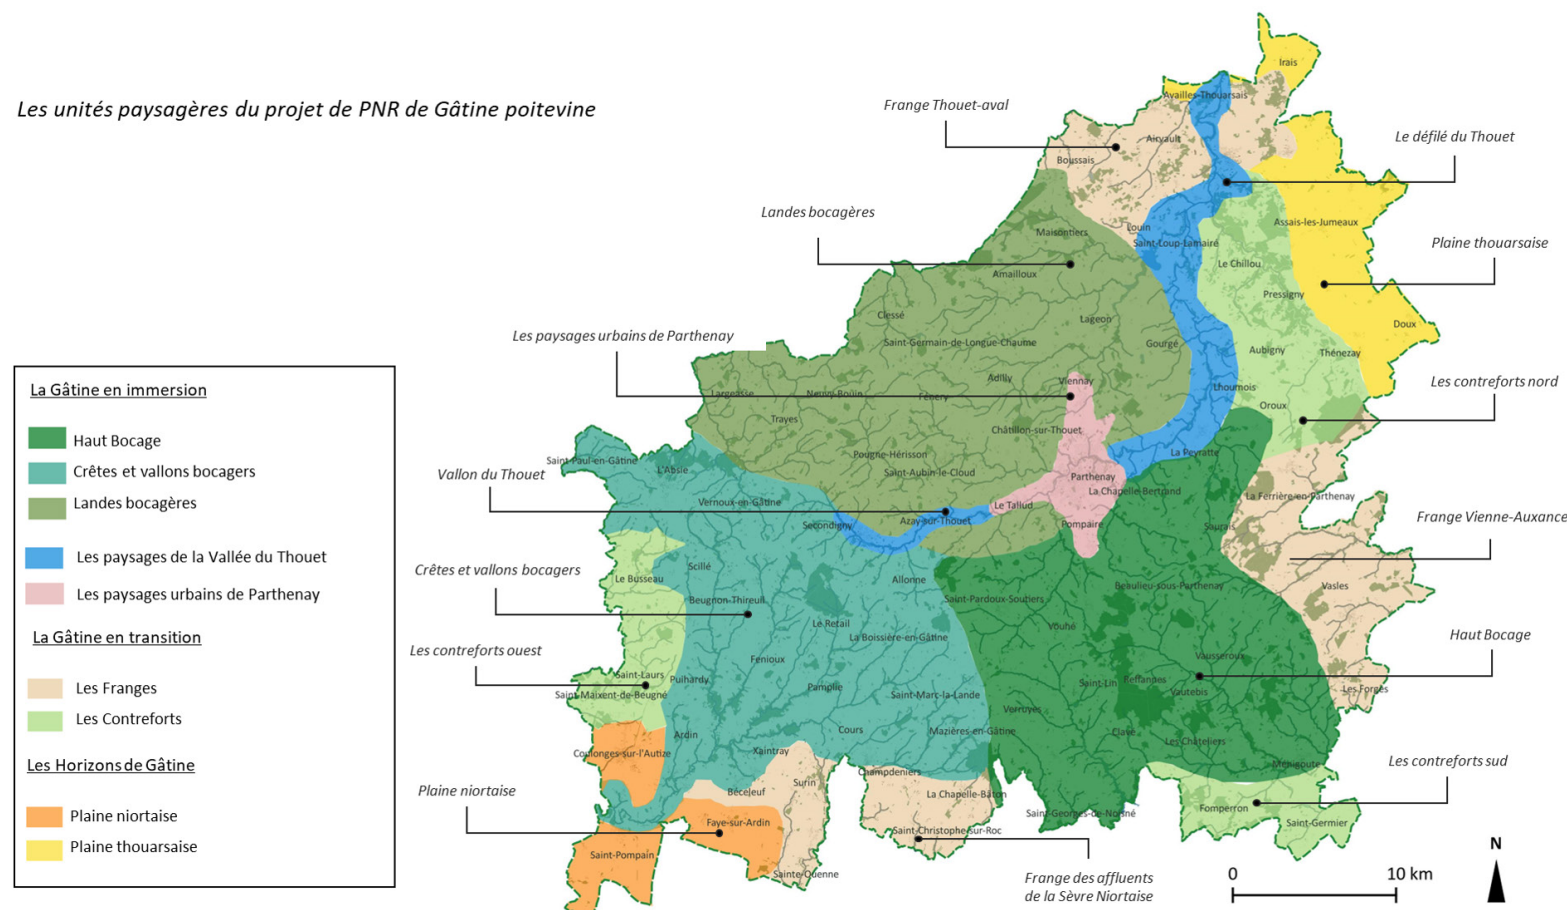 Les unités paysagères du projet de PNR de Gâtine poitevine
La Gâtine en immersion
Haut Bocage
Crêtes et vallons bocagers
Landes bocagères
Les paysages de la Vallée du Thouet
Les paysages urbains de Parthenay
La Gâtine en transition
Les Franges
Les Contreforts
Les Horizons de Gâtine
Plaine niortaise
Plaine thouarsaise
Frange Thouet-aval
Le défilé du Thouet
Landes bocagères
Plaine thouarsaise
Les paysages urbains de Parthenay
Les contreforts nord
Vallon du Thouet
Frange Vienne-Auxance
Crêtes et vallons bocagers
Haut Bocage
Les contreforts ouest
Les contreforts sud
Plaine niortaise
Frange des affluents
de la Sèvre Niortaise
Irais
Availles-Thouarsais
Airvault
Boussais
Assais-les-Jumeaux
Louin
Maisontiers
Saint-Loup-Lamairé
Le Chillou
Amailloux
Pressigny
Clessé
Lageon
Doux
Saint-Germain-de-Longue-Chaume
Gourgé
Aubigny
Thénezay
Adilly
Viennay
Lhoumois
Largeasse
Neuvy-Bouin
Fénery
Oroux
Trayes
Châtillon-sur-Thouet
Pougne-Hérisson
La Peyratte
Saint-Paul-en-Gâtine
L'Absie
Saint-Aubin-le-Cloud
Parthenay
La Chapelle-Bertrand
La Ferrière-en-Parthenay
Vernoux-en-Gâtine
Le Tallud
Secondigny
Azay-sur-Thouet
Pompaire
Saurais
Scillé
Le Busseau
Allonne
Beaulieu-sous-Parthenay
Vasles
Beugnon-Thireuil
Saint-Pardoux-Soutiers
Le Retail
La Boissière-en-Gâtine
Vouhé
Fenioux
Vausseroux
Saint-Laurs
Puihardy
Saint-Lin
Reffannes
Saint-Maixent-de-Beugné
Pamplie
Saint-Marc-la-Lande
Vautebis
Les Forges
Verruyes
Ardin
Cours
Mazières-en-Gâtine
Clavé
Les Châteliers
Coulonges-sur-l'Autize
Xaintray
Champdeniers
Ménigoute
Surin
Béceleuf
La Chapelle-Bâton
Fomperron
Saint-Georges-de-Noisné
Faye-sur-Ardin
Saint-Christophe-sur-Roc
Saint-Germier
Saint-Pompain
Sainte-Ouenne
N
0
10 km